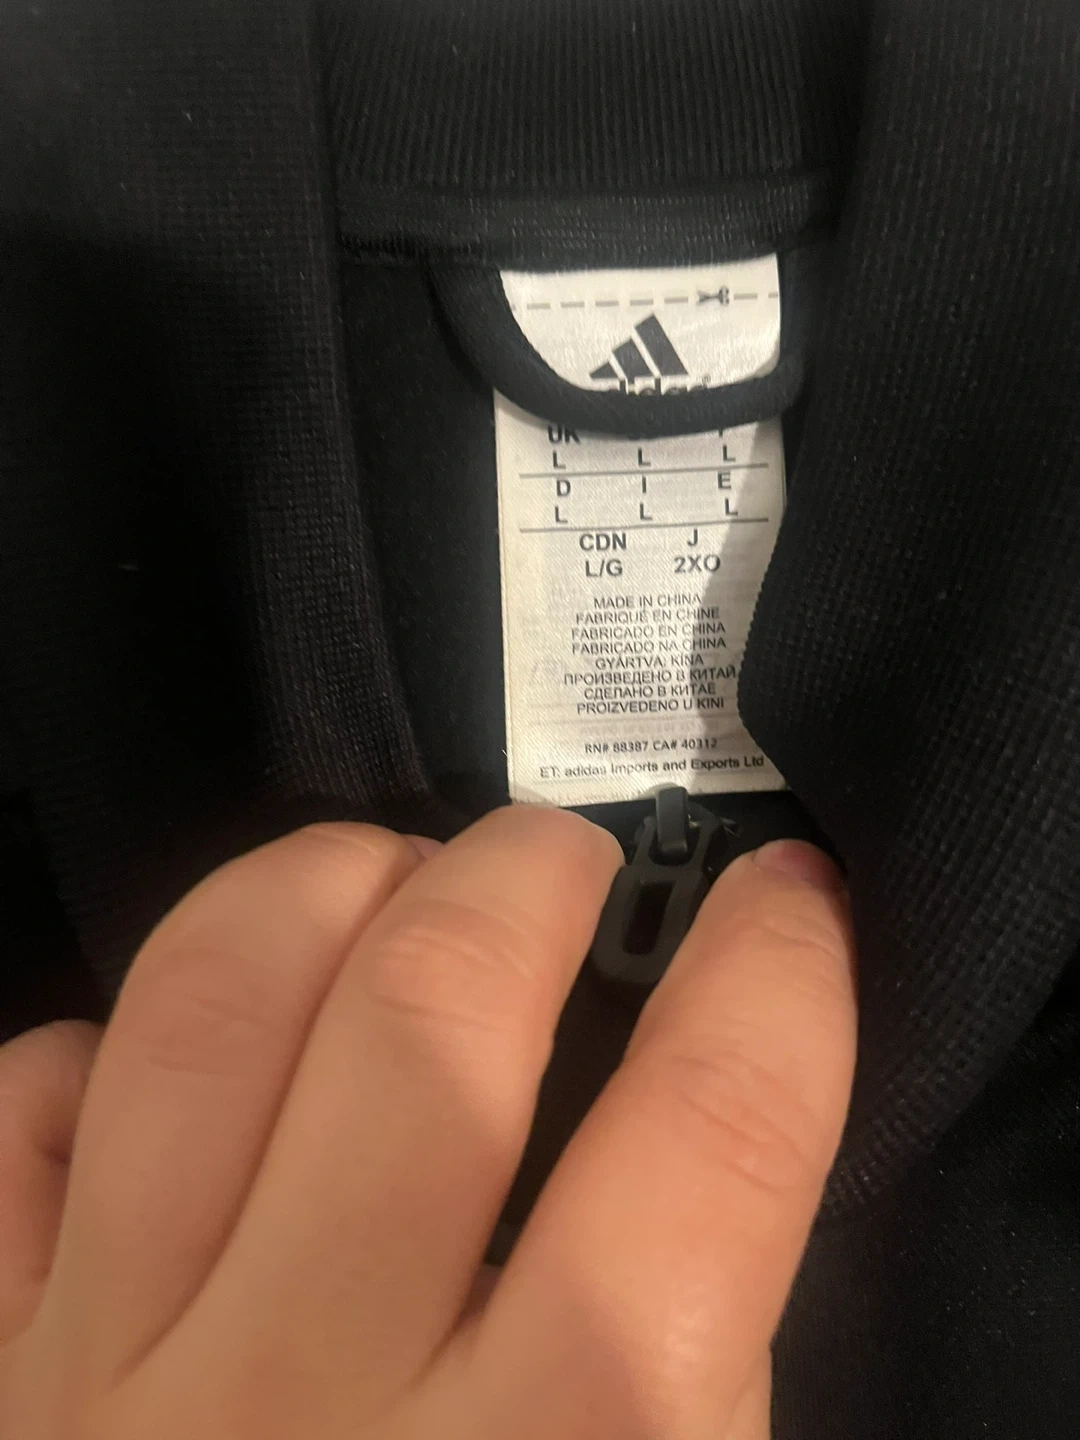 adidas
UK
L L L
D I E
L L L
CDN J
L/G 2XO
MADE IN CHINA
FABRIQUÉ EN CHINE
FABRICADO EN CHINA
FABRICADO NA CHINA
GYÁRTVA: KÍNA
ПРОИЗВЕДЕНО В КИТАЙ
СДЕЛАНО В КИТАЕ
PROIZVEDENO U KINI
RN# 88387 CA# 40312
ET: adidas Imports and Exports Ltd